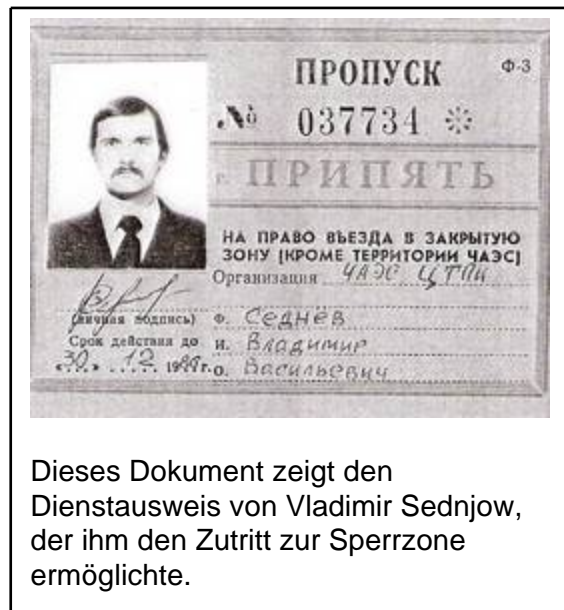 ПРОПУСК Ф-3
№ 037734
ПРИПЯТЬ
НА ПРАВО ВЪЕЗДА В ЗАКРЫТУЮ
ЗОНУ (КРОМЕ ТЕРРИТОРИИ ЧАЭС)
Организация ЧАЭС
(личная подпись) Ф. Седнев
Срок действия до И. Владимир
«30» 12 г. О. Васильевич
Dieses Dokument zeigt den
Dienstausweis von Vladimir Sednjow,
der ihm den Zutritt zur Sperrzone
ermöglichte.